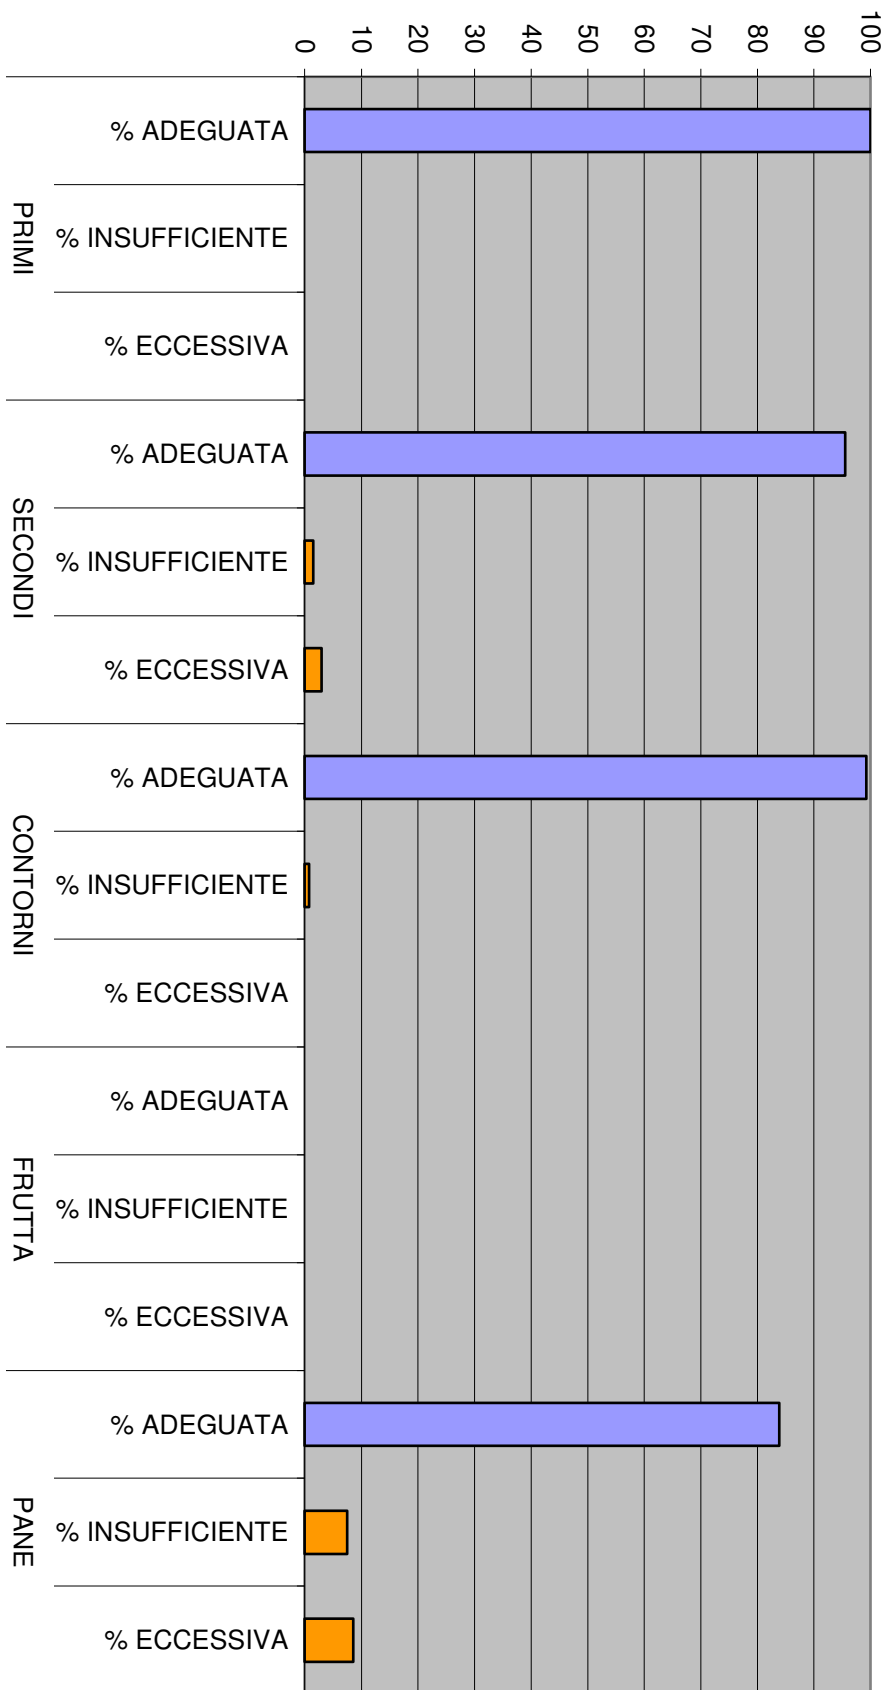 0
10
20
30
40
50
60
70
80
90
100
% ADEGUATA
% INSUFFICIENTE
% ECCESSIVA
PRIMI
% ADEGUATA
% INSUFFICIENTE
% ECCESSIVA
SECONDI
% ADEGUATA
% INSUFFICIENTE
% ECCESSIVA
CONTORNI
% ADEGUATA
% INSUFFICIENTE
% ECCESSIVA
FRUTTA
% ADEGUATA
% INSUFFICIENTE
% ECCESSIVA
PANE